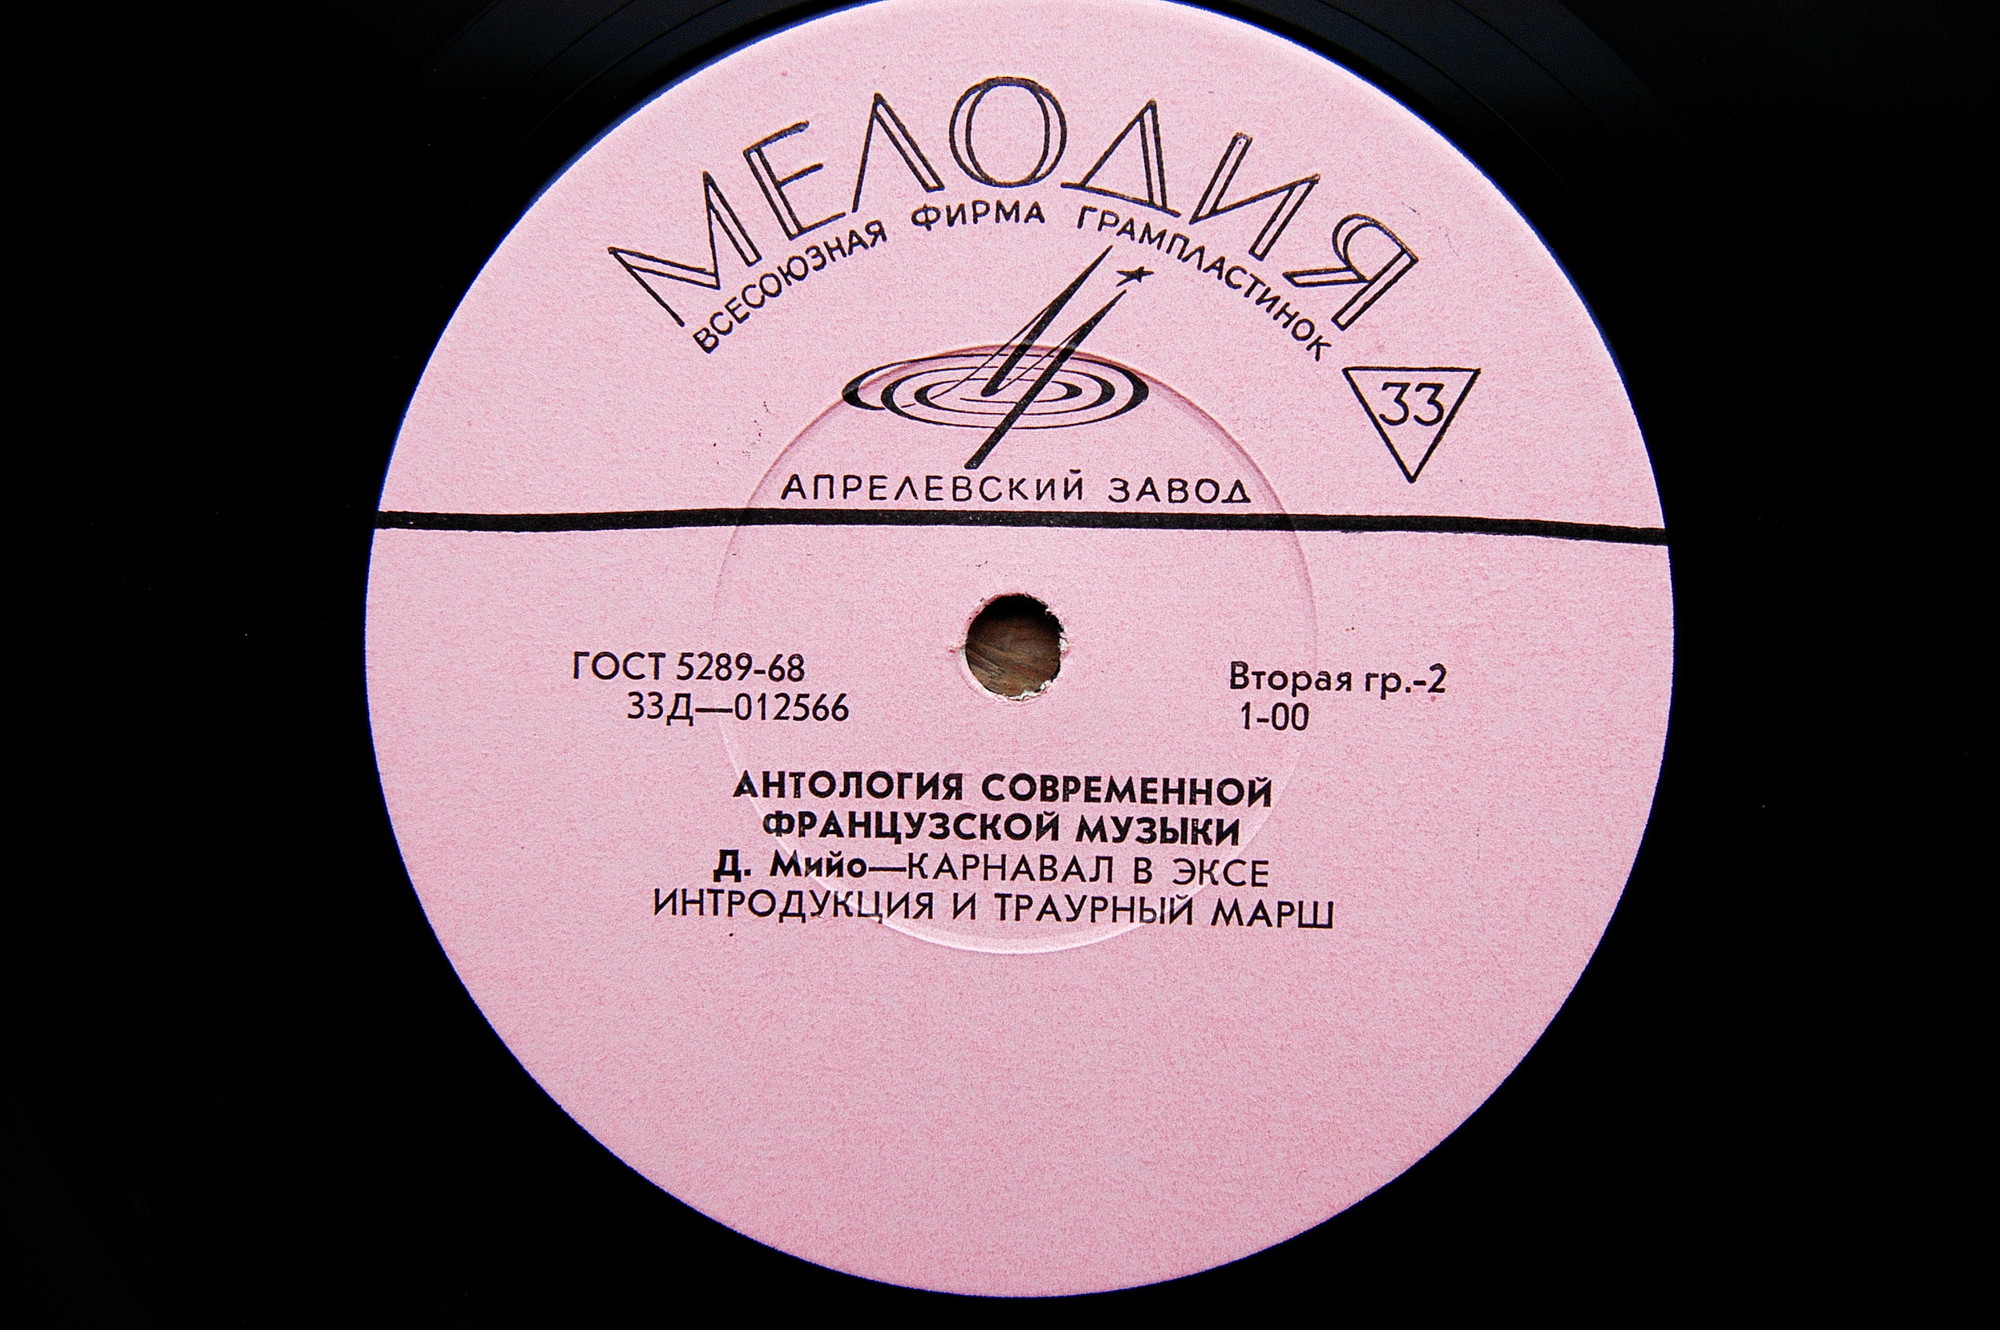 МЕЛОДИЯ
ВСЕСОЮЗНАЯ ФИРМА ГРАМПЛАСТИНОК
33
АПРЕЛЕВСКИЙ ЗАВОД
ГОСТ 5289-68
33Д—012566
Вторая гр.-2
1-00
АНТОЛОГИЯ СОВРЕМЕННОЙ
ФРАНЦУЗСКОЙ МУЗЫКИ
Д. Мийо—КАРНАВАЛ В ЭКСЕ
ИНТРОДУКЦИЯ И ТРАУРНЫЙ МАРШ